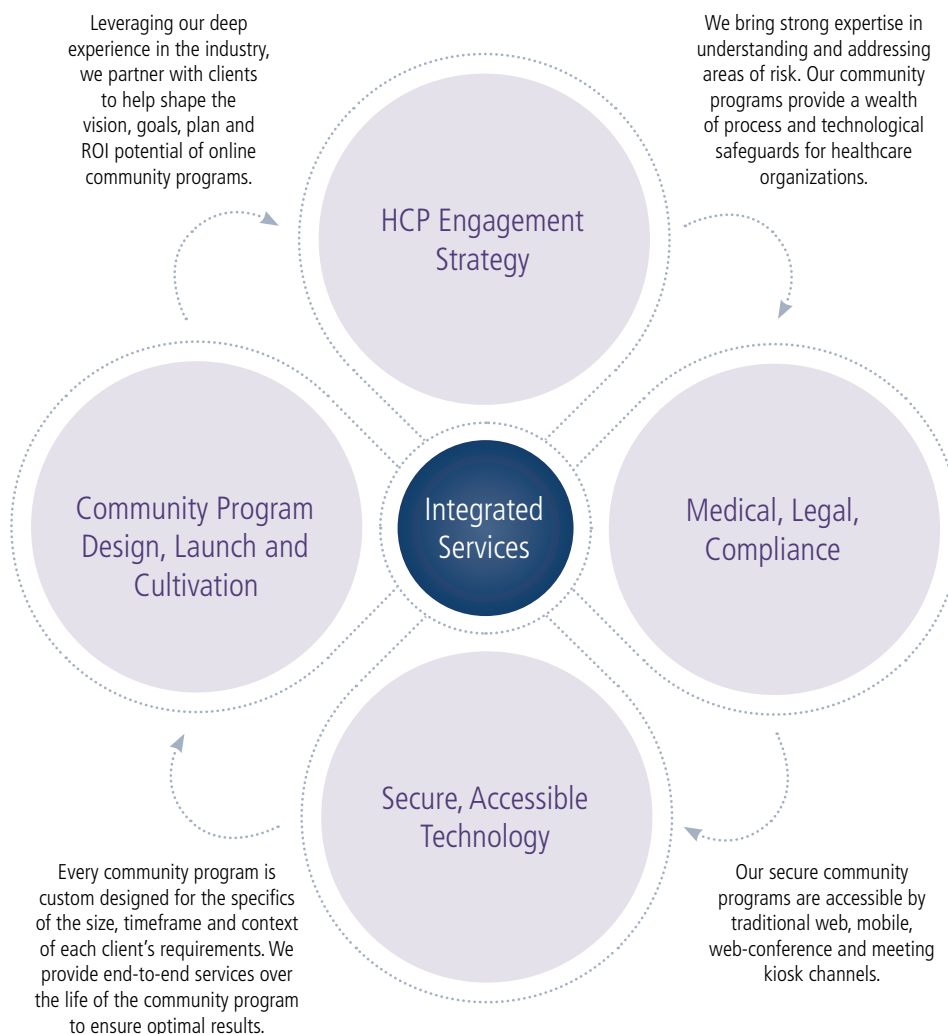 Leveraging our deep
experience in the industry,
we partner with clients
to help shape the
vision, goals, plan and
ROI potential of online
community programs.
We bring strong expertise in
understanding and addressing
areas of risk. Our community
programs provide a wealth
of process and technological
safeguards for healthcare
organizations.
HCP Engagement
Strategy
Community Program
Design, Launch and
Cultivation
Integrated
Services
Medical, Legal,
Compliance
Secure, Accessible
Technology
Every community program is
custom designed for the specifics
of the size, timeframe and context
of each client’s requirements. We
provide end-to-end services over
the life of the community program
to ensure optimal results.
Our secure community
programs are accessible by
traditional web, mobile,
web-conference and meeting
kiosk channels.